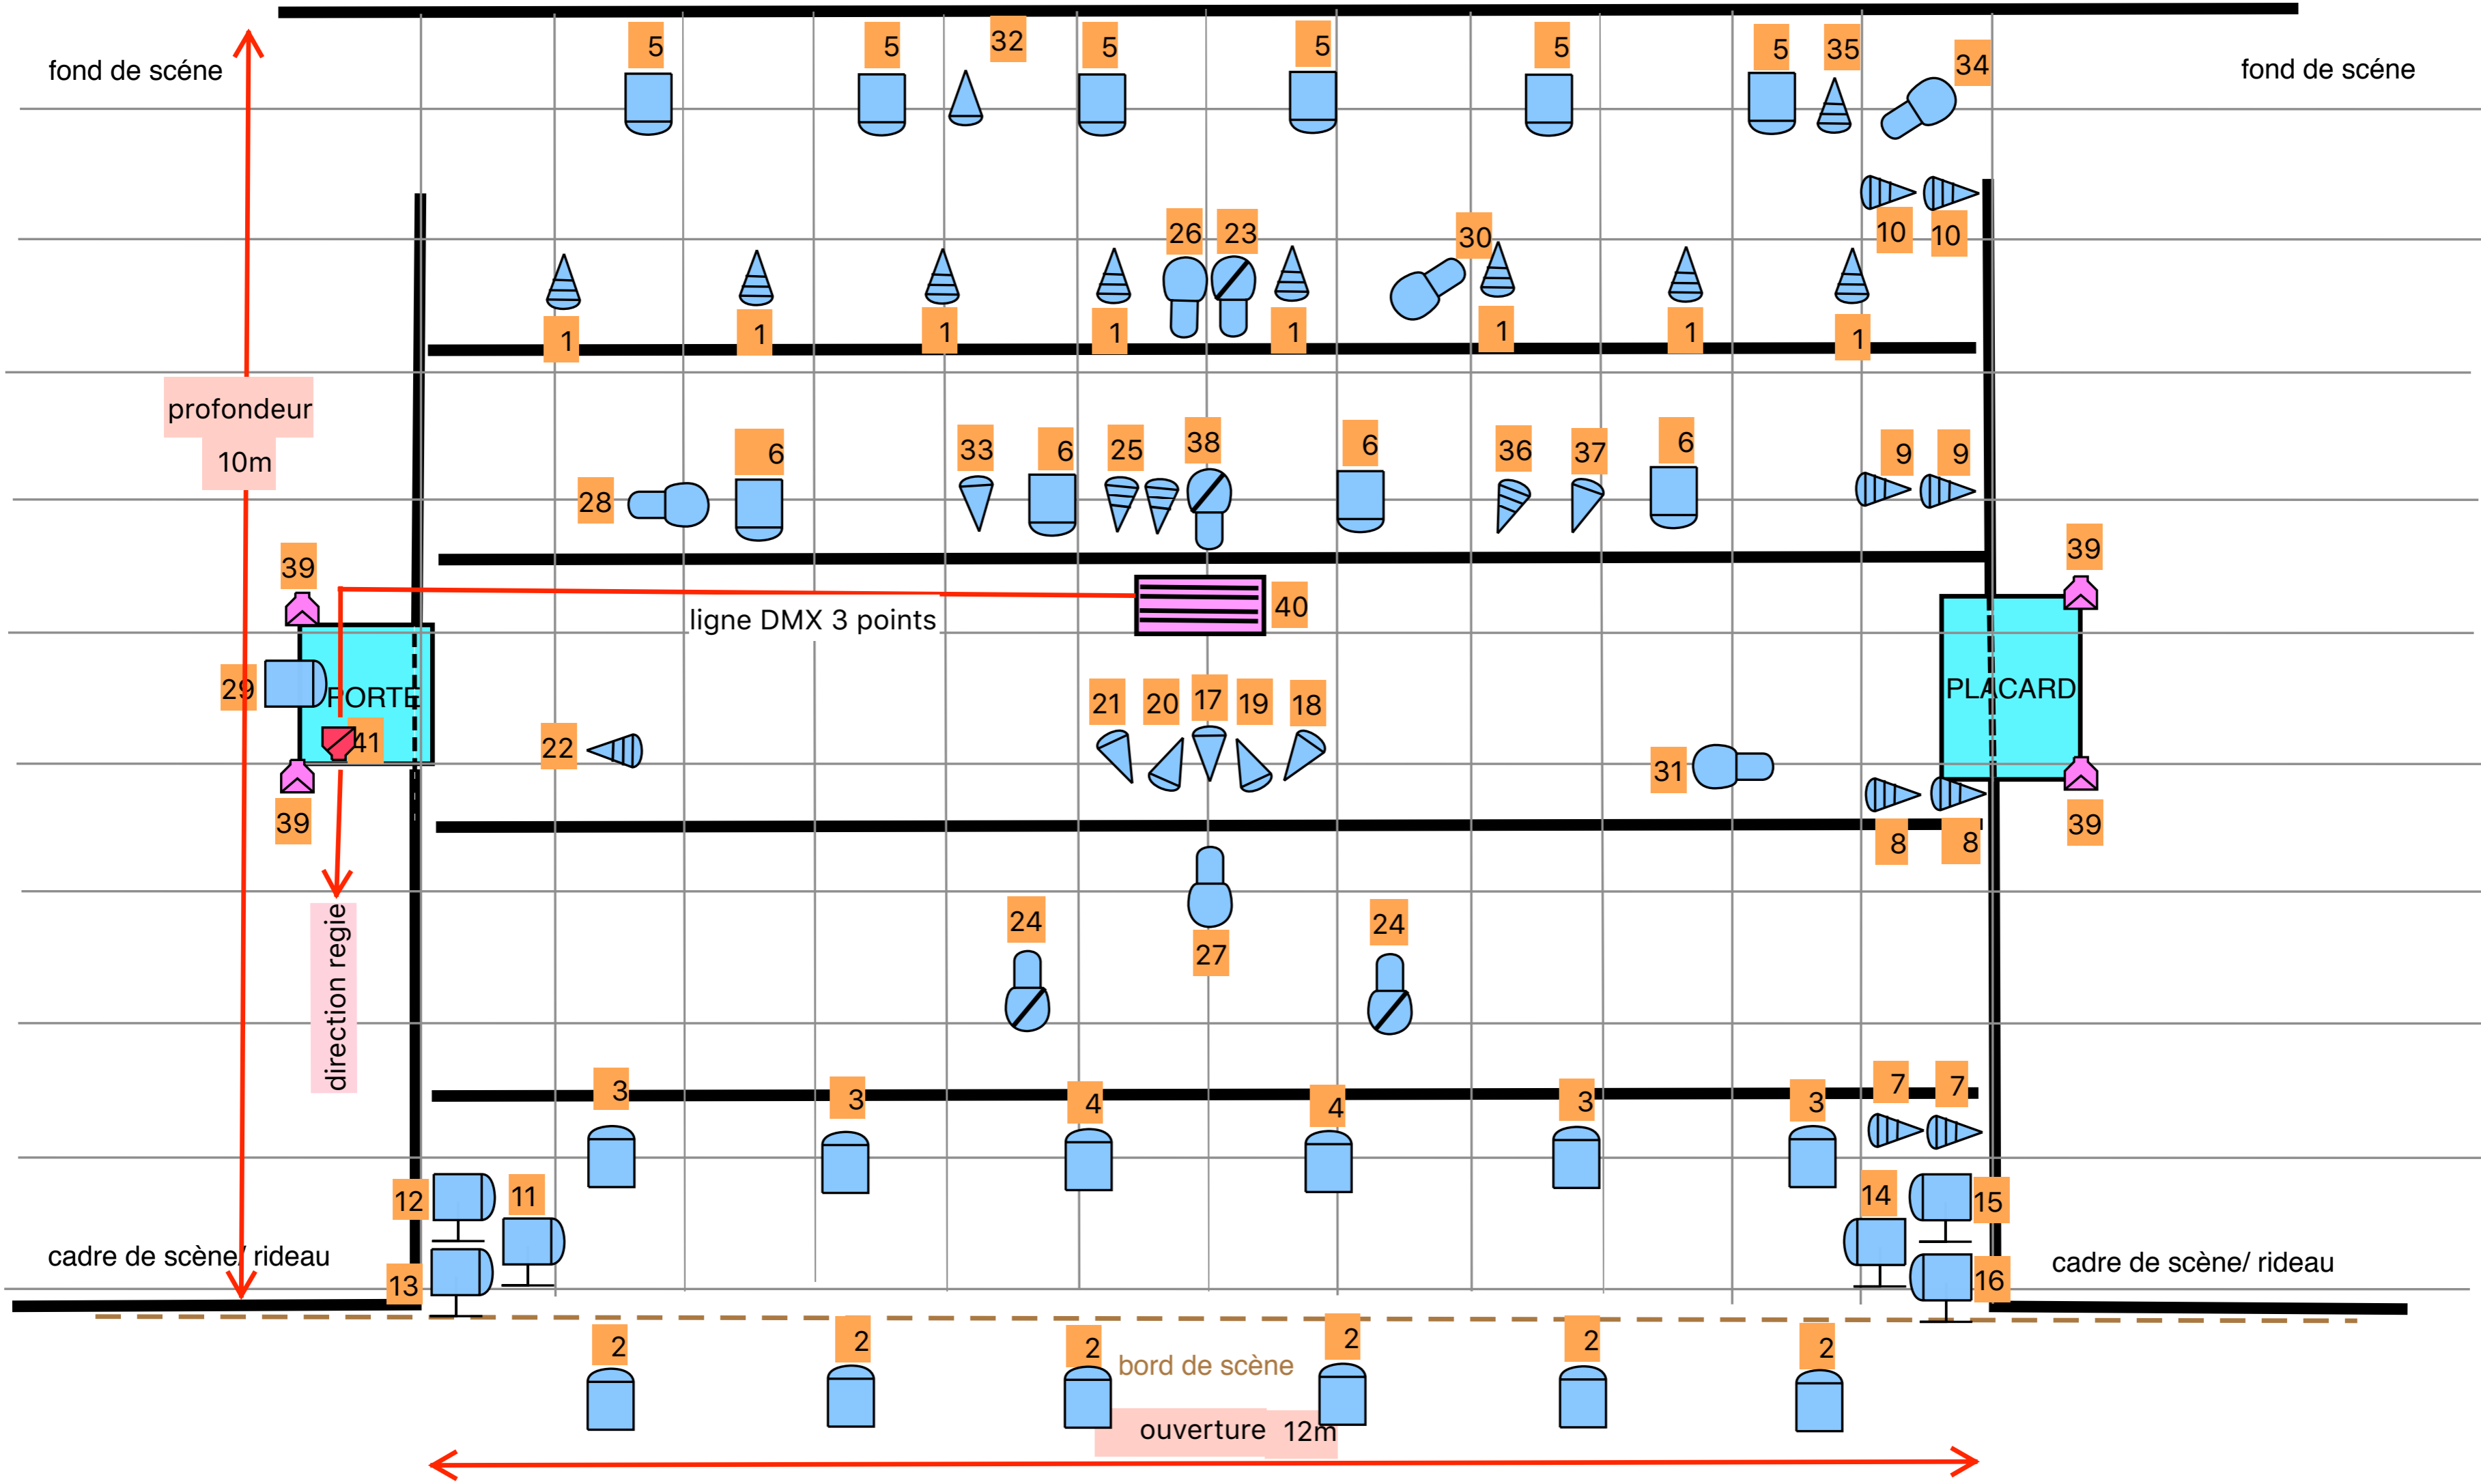 5 5 32 5 5 5 5 35 34
fond de scéne
fond de scéne
26 23 30 10 10
1 1 1 1 1 1 1 1
profondeur
10m
28 6 33 6 25 38 6 36 37 6 9 9
39
39
ligne DMX 3 points
40
29
PORTE
41
PLACARD
22
21 20 17 19 18
31
39
8 8
39
direction regie
24
24
27
3 3 4 4 3 3 7 7
12 11
14 15
cadre de scène/ rideau
cadre de scène/ rideau
13
16
2 2 2 2 2 2
bord de scène
ouverture 12m